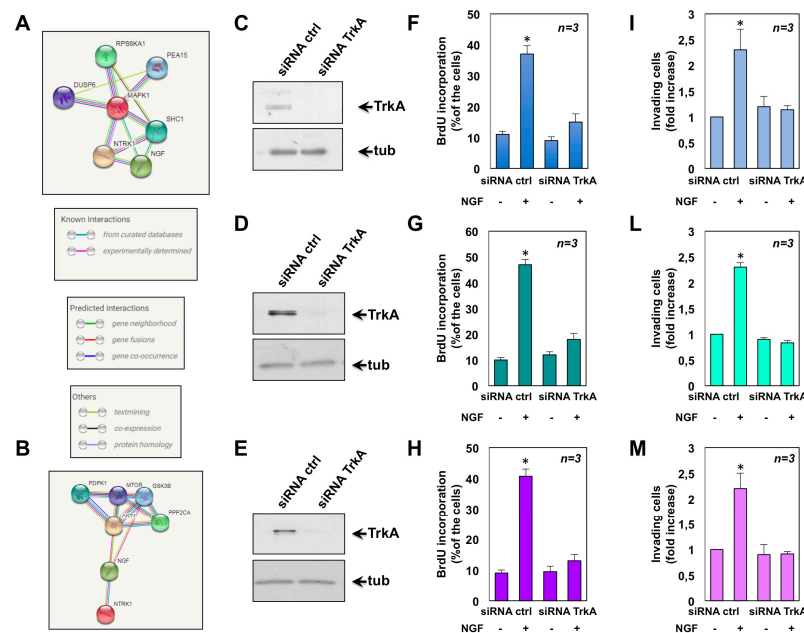 A
RPS6KA1
PEA15
DUSP6
MAPK1
SHC1
NTRK1
NGF
Known Interactions
from curated databases
experimentally determined
Predicted Interactions
gene neighborhood
gene fusions
gene co-occurrence
Others
textmining
co-expression
protein homology
B
PDPK1
MTOR
GSK3B
PPP2CA
AKT1
NGF
NTRK1
C
siRNA ctrl
siRNA TrkA
TrkA
tub
D
siRNA ctrl
siRNA TrkA
TrkA
tub
E
siRNA ctrl
siRNA TrkA
TrkA
tub
F
BrdU incorporation
(%of the cells)
50
40
30
20
10
0
*
n=3
siRNA ctrl siRNA TrkA
NGF - + - +
G
BrdU incorporation
(%of the cells)
60
50
40
30
20
10
0
*
n=3
siRNA ctrl siRNA TrkA
NGF - + - +
H
BrdU incorporation
(%of the cells)
50
40
30
20
10
0
*
n=3
siRNA ctrl siRNA TrkA
NGF - + - +
I
Invading cells
(fold increase)
3
2,5
2
1,5
1
0,5
0
*
n=3
siRNA ctrl siRNA TrkA
NGF - + - +
L
Invading cells
(fold increase)
3
2,5
2
1,5
1
0,5
0
*
n=3
siRNA ctrl siRNA TrkA
NGF - + - +
M
Invading cells
(fold increase)
3
2,5
2
1,5
1
0,5
0
*
n=3
siRNA ctrl siRNA TrkA
NGF - + - +